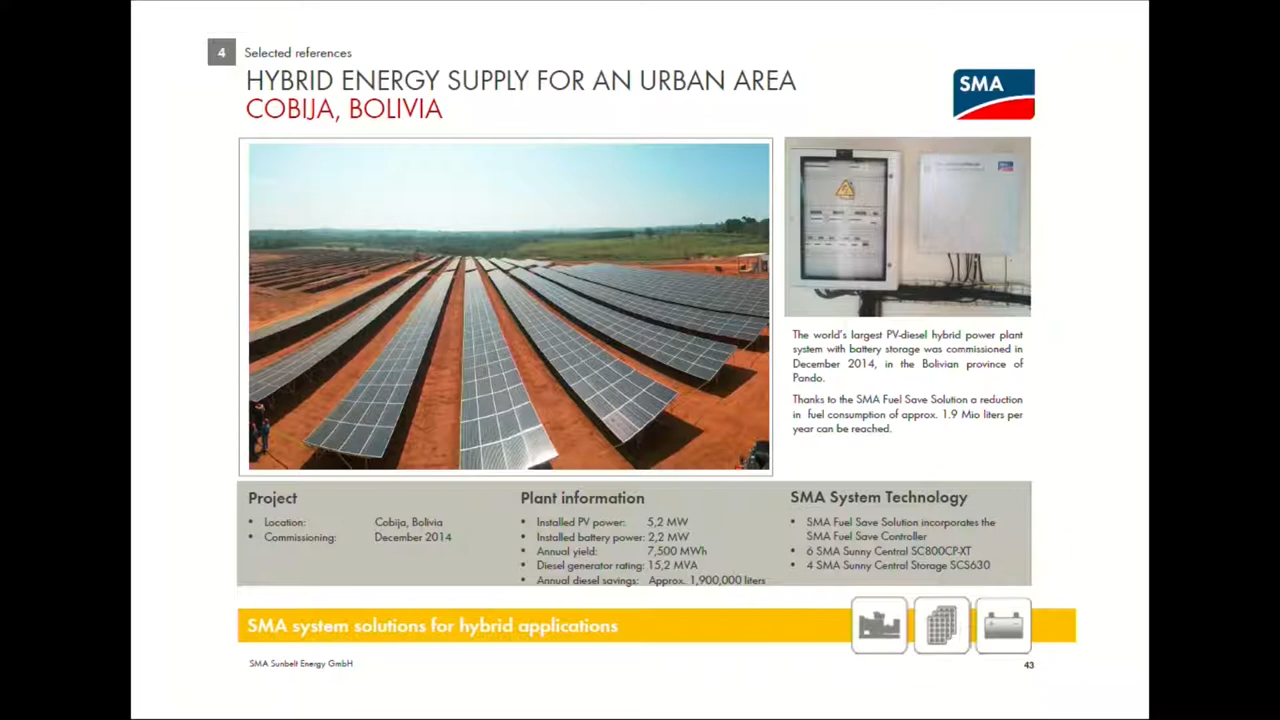 4 Selected references
HYBRID ENERGY SUPPLY FOR AN URBAN AREA
COBIJA, BOLIVIA
SMA
The world's largest PV-diesel hybrid power plant
system with battery storage was commissioned in
December 2014, in the Bolivian province of
Pando.
Thanks to the SMA Fuel Save Solution a reduction
in fuel consumption of approx. 1.9 Mio liters per
year can be reached.
Project
• Location: Cobija, Bolivia
• Commissioning: December 2014
Plant information
• Installed PV power: 5,2 MW
• Installed battery power: 2,2 MW
• Annual yield: 7,500 MWh
• Diesel generator rating: 15,2 MVA
• Annual diesel savings: Approx. 1,900,000 liters
SMA System Technology
• SMA Fuel Save Solution incorporates the
SMA Fuel Save Controller
• 6 SMA Sunny Central SC800CP-XT
• 4 SMA Sunny Central Storage SCS630
SMA system solutions for hybrid applications
SMA Sunbelt Energy GmbH
43